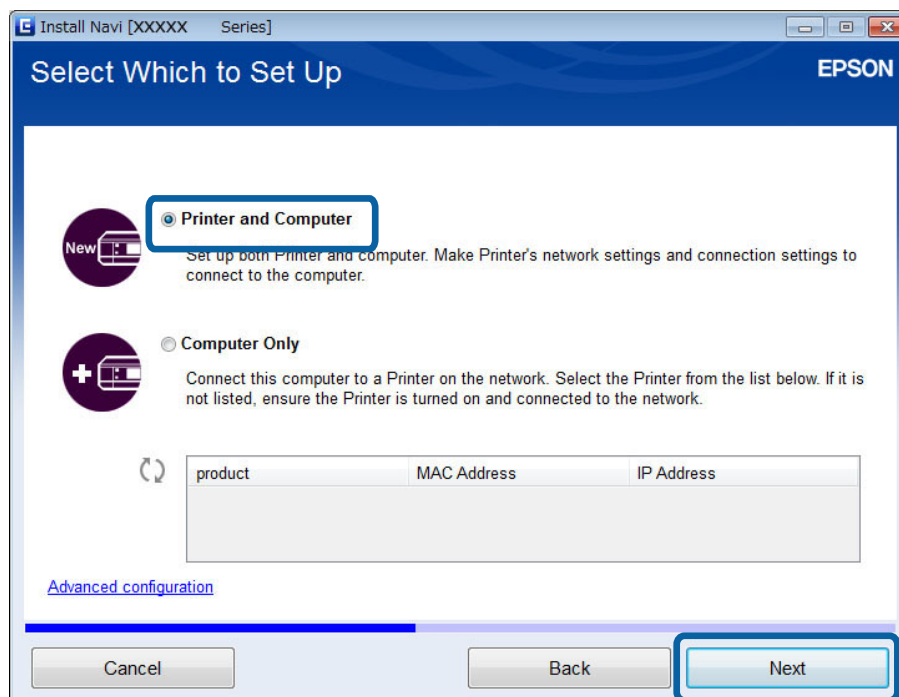 Install Navi [XXXXX Series]
Select Which to Set Up
EPSON
New
Printer and Computer
Set up both Printer and computer. Make Printer's network settings and connection settings to
connect to the computer.
Computer Only
Connect this computer to a Printer on the network. Select the Printer from the list below. If it is
not listed, ensure the Printer is turned on and connected to the network.
product MAC Address IP Address
Advanced configuration
Cancel Back Next